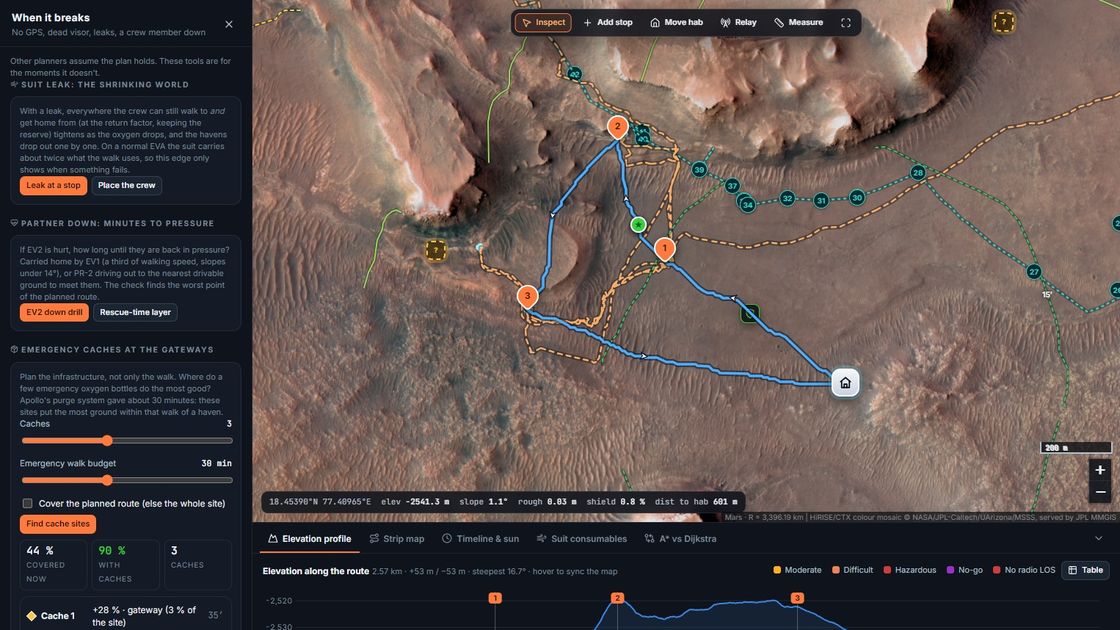 When it breaks
No GPS, dead visor, leaks, a crew member down
Other planners assume the plan holds. These tools are for
the moments it doesn't.
SUIT LEAK: THE SHRINKING WORLD
With a leak, everywhere the crew can still walk to and
get home from (at the return factor, keeping the
reserve) tightens as the oxygen drops, and the havens
drop out one by one. On a normal EVA the suit carries
about twice what the walk uses, so this edge only
shows when something fails.
Leak at a stop
Place the crew
PARTNER DOWN: MINUTES TO PRESSURE
If EV2 is hurt, how long until they are back in pressure?
Carried home by EV1 (a third of walking speed, slopes
under 14°), or PR-2 driving out to the nearest drivable
ground to meet them. The check finds the worst point
of the planned route.
EV2 down drill
Rescue-time layer
EMERGENCY CACHES AT THE GATEWAYS
Plan the infrastructure, not only the walk. Where do a
few emergency oxygen bottles do the most good?
Apollo's purge system gave about 30 minutes: these
sites put the most ground within that walk of a haven.
Caches 3
Emergency walk budget 30 min
Cover the planned route (else the whole site)
Find cache sites
44 %
COVERED
NOW
90 %
WITH
CACHES
3
CACHES
Cache 1
+28 % · gateway (3 % of
the site)
35′
Inspect
Add stop
Move hab
Relay
Measure
?
42
2
39
37
34
32
31
30
28
27
26
15°
1
3
?
200 m
+
−
18.45390°N 77.40965°E elev -2541.3 m slope 1.1° rough 0.03 m shield 0.8 % dist to hab 601 m
Mars · R = 3,396.19 km | HiRISE/CTX colour mosaic © NASA/JPL-Caltech/UArizona/MSSS, served by JPL MMGIS
Elevation profile
Strip map
Timeline & sun
Suit consumables
A* vs Dijkstra
Elevation along the route 2.57 km · +53 m / −53 m · steepest 16.7° · hover to sync the map
Moderate
Difficult
Hazardous
No-go
No radio LOS
Table
-2,520
-2,530
1
2
3